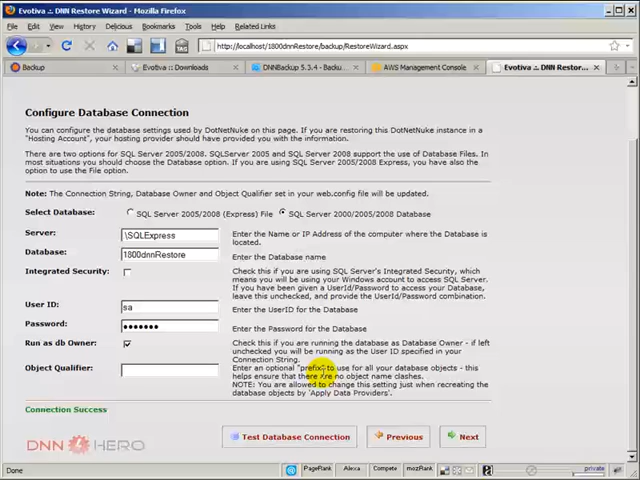 Evotiva .:. DNN Restore Wizard - Mozilla Firefox
File Edit View History Delicious Bookmarks Tools Help Related Links
http://localhost/1800dnnRestore/backup/RestoreWizard.aspx
Backup Evotiva .:. Downloads DNNBackup 5.3.4 - Backu... AWS Management Console Evotiva .:. DNN Restor...
Configure Database Connection
You can configure the database settings used by DotNetNuke on this page. If you are restoring this DotNetNuke instance in a
"Hosting Account", your hosting provider should have provided you with the information.
There are two options for SQL Server 2005/2008. SQLServer 2005 and SQL Server 2008 support the use of Database Files. In
most situations you should choose the Database option. If you are using SQL Server 2005/2008 Express, you have also the
option to use the File option.
Note: The Connection String, Database Owner and Object Qualifier set in your web.config file will be updated.
Select Database: SQL Server 2005/2008 (Express) File SQL Server 2000/2005/2008 Database
Server: .\SQLExpress Enter the Name or IP Address of the computer where the Database is
located.
Database: 1800dnnRestore Enter the Database name
Integrated Security: Check this if you are using SQL Server's Integrated Security, which
means you will be using your Windows account to access SQL Server.
If you have been given a UserId/Password to access your Database,
leave this unchecked, and provide the UserId/Password combination.
User ID: sa Enter the UserID for the Database
Password: ••••••• Enter the Password for the Database
Run as db Owner: Check this if you are running the database as Database Owner - if left
unchecked you will be running as the User ID specified in your
Connection String.
Object Qualifier: Enter an optional "prefix" to use for all your database objects - this
helps ensure that there are no object name clashes.
NOTE: You are allowed to change this setting just when recreating the
database objects by 'Apply Data Providers'.
Connection Success
DNN HERO Test Database Connection Previous Next
Done PageRank Alexa Compete mozRank private